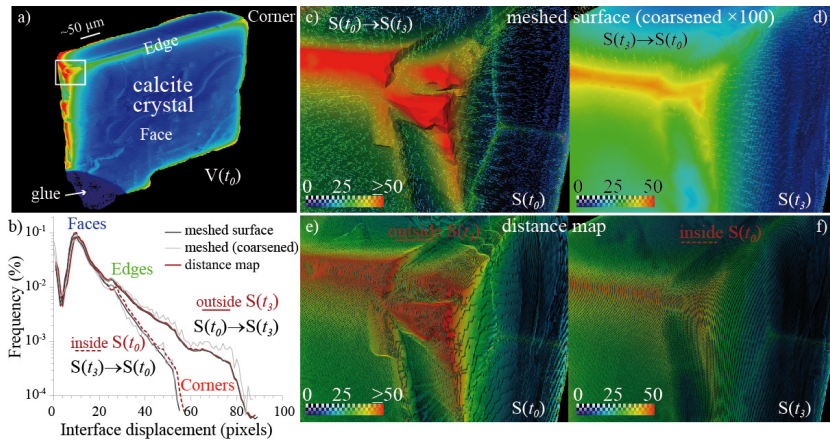 a)
~50 μm
Corner
Edge
calcite
crystal
Face
V(t₀)
glue
b)
Faces
meshed surface
meshed (coarsened)
distance map
Edges
outside S(t₃)
S(t₀)→S(t₃)
inside S(t₀)
S(t₃)→S(t₀)
Corners
Frequency (%)
10⁻¹
10⁻²
10⁻³
10⁻⁴
0 20 40 60 80 100
Interface displacement (pixels)
c) meshed surface (coarsened ×100) d)
S(t₀)→S(t₃)
0 25 >50
S(t₀)
S(t₃)→S(t₀)
0 25 50
S(t₃)
e) outside S(t₃) distance map inside S(t₀) f)
0 25 >50
S(t₀)
0 25 50
S(t₃)